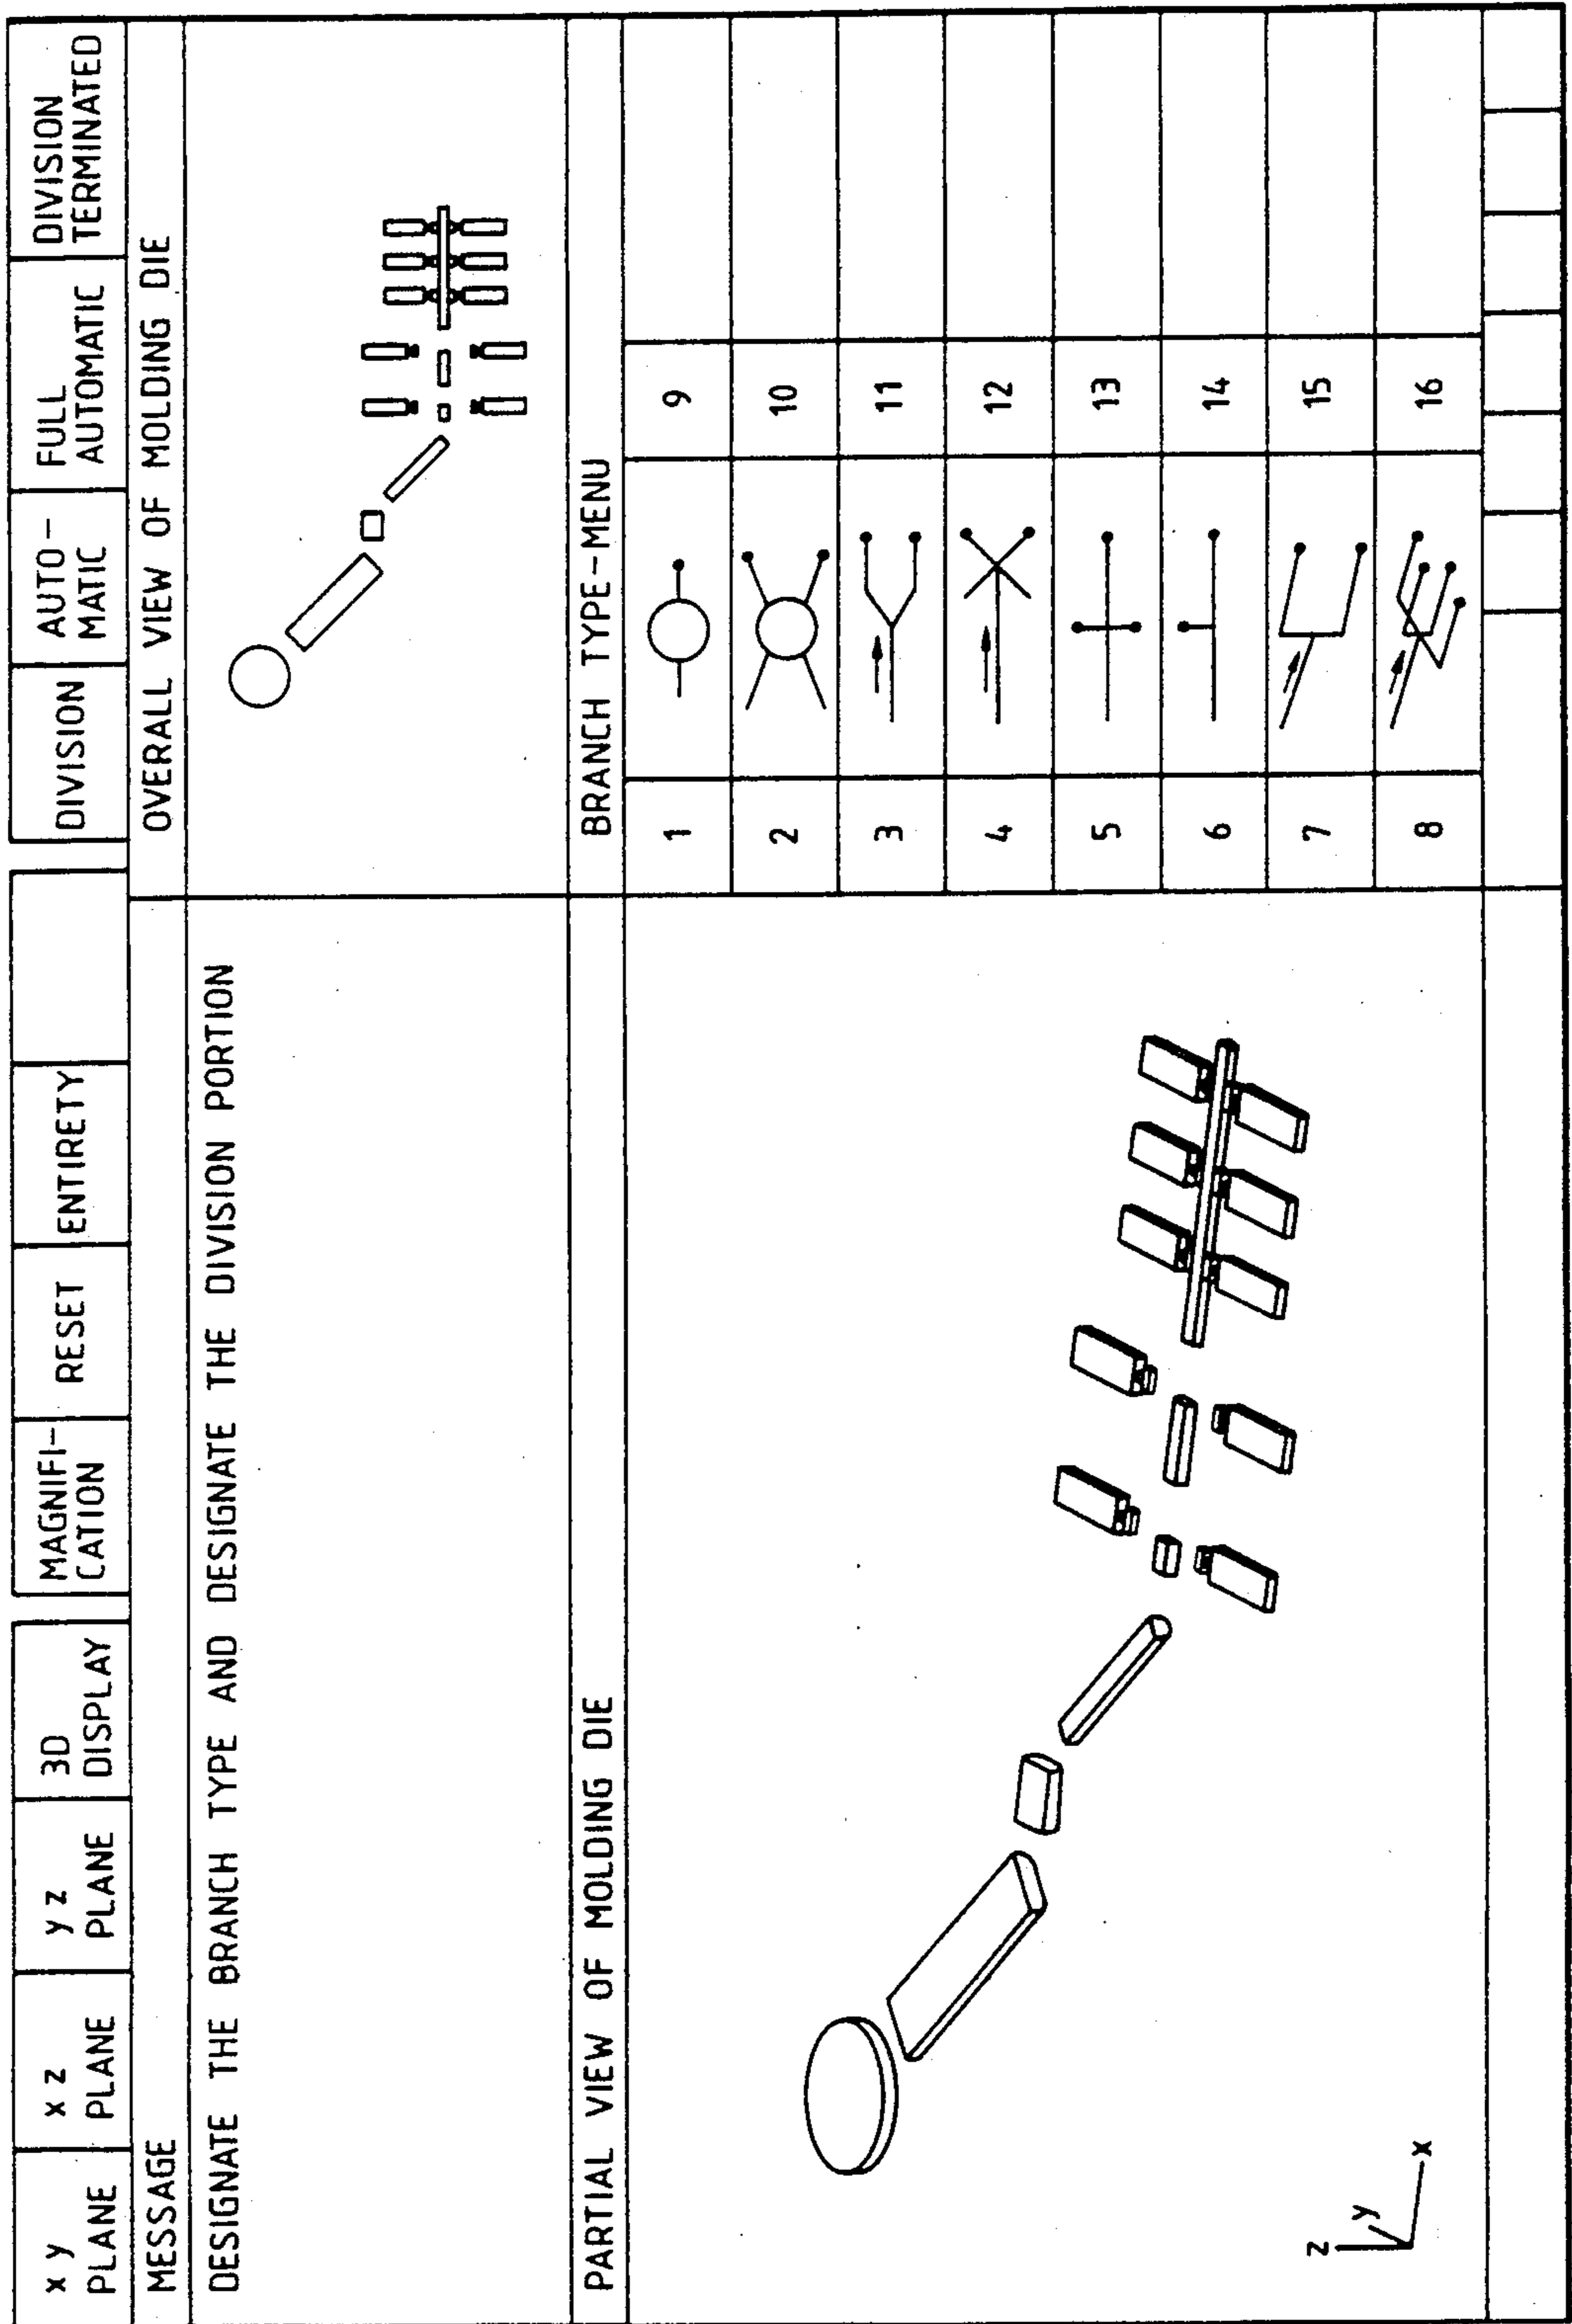 x y
PLANE
x z
PLANE
y z
PLANE
3D
DISPLAY
MAGNIFI-
CATION
RESET
ENTIRETY
DIVISION
AUTO-
MATIC
FULL
AUTOMATIC
DIVISION
TERMINATED
MESSAGE
OVERALL VIEW OF MOLDING DIE
DESIGNATE THE BRANCH TYPE AND DESIGNATE THE DIVISION PORTION
PARTIAL VIEW OF MOLDING DIE
BRANCH TYPE-MENU
1 9
2 10
3 11
4 12
5 13
6 14
7 15
8 16
z
y
x